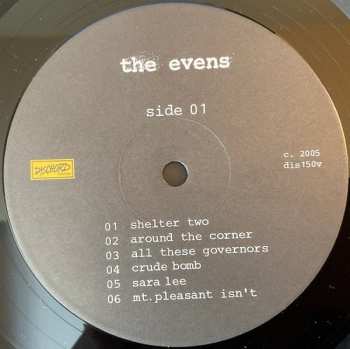 the evens
side 01
DISCHORD
c. 2005
dis150v
01 shelter two
02 around the corner
03 all these governors
04 crude bomb
05 sara lee
06 mt.pleasant isn't